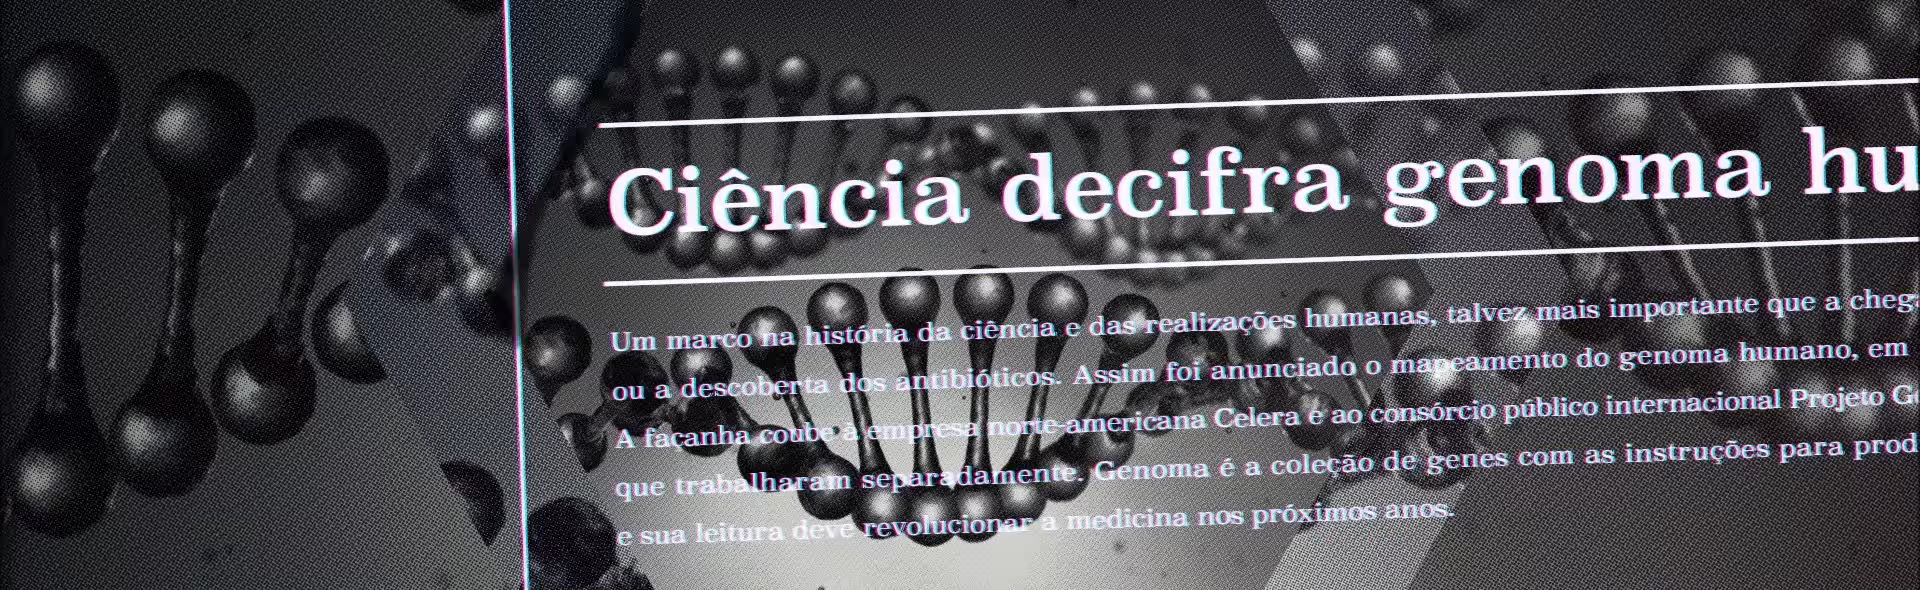 Ciência decifra genoma hu
Um marco na história da ciência e das realizações humanas, talvez mais importante que a chega
ou a descoberta dos antibióticos. Assim foi anunciado o mapeamento do genoma humano, em
A façanha coube à empresa norte-americana Celera e ao consórcio público internacional Projeto G
que trabalharam separadamente. Genoma é a coleção de genes com as instruções para prod
e sua leitura deve revolucionar a medicina nos próximos anos.